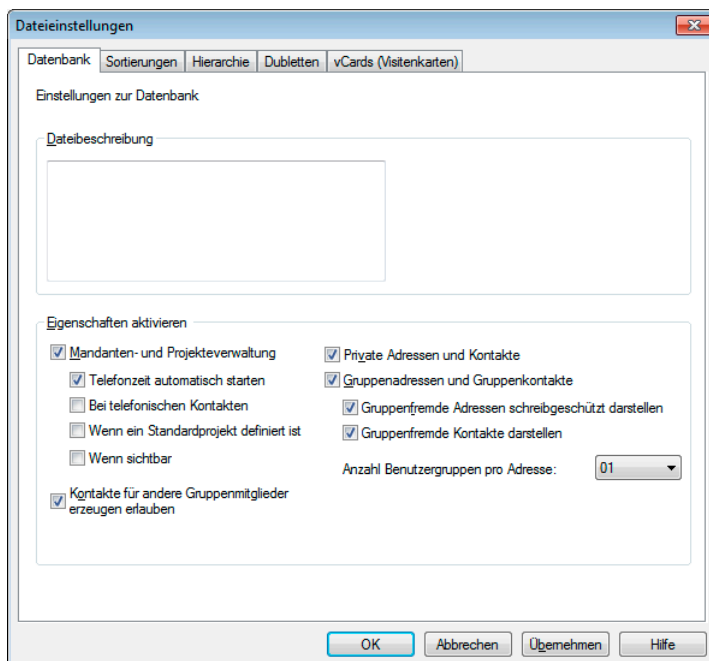 Dateieinstellungen
Datenbank Sortierungen Hierarchie Dubletten vCards (Visitenkarten)
Einstellungen zur Datenbank
Dateibeschreibung
Eigenschaften aktivieren
Mandanten- und Projekteverwaltung
Telefonzeit automatisch starten
Bei telefonischen Kontakten
Wenn ein Standardprojekt definiert ist
Wenn sichtbar
Kontakte für andere Gruppenmitglieder
erzeugen erlauben
Private Adressen und Kontakte
Gruppenadressen und Gruppenkontakte
Gruppenfremde Adressen schreibgeschützt darstellen
Gruppenfremde Kontakte darstellen
Anzahl Benutzergruppen pro Adresse: 01
OK Abbrechen Übernehmen Hilfe